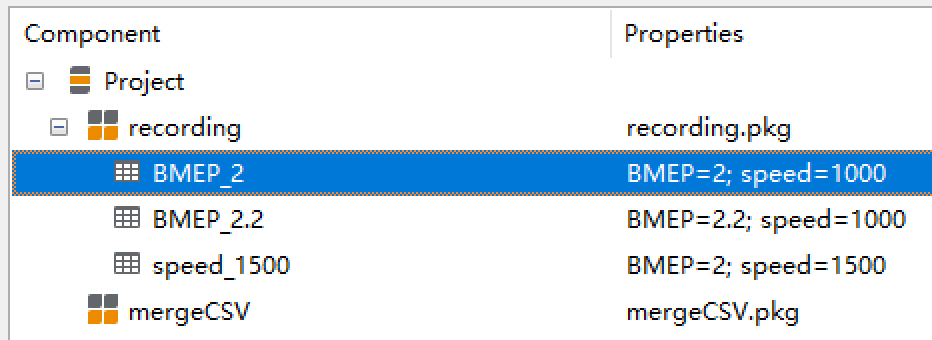 Component Properties
Project
recording recording.pkg
BMEP_2 BMEP=2; speed=1000
BMEP_2.2 BMEP=2.2; speed=1000
speed_1500 BMEP=2; speed=1500
mergeCSV mergeCSV.pkg